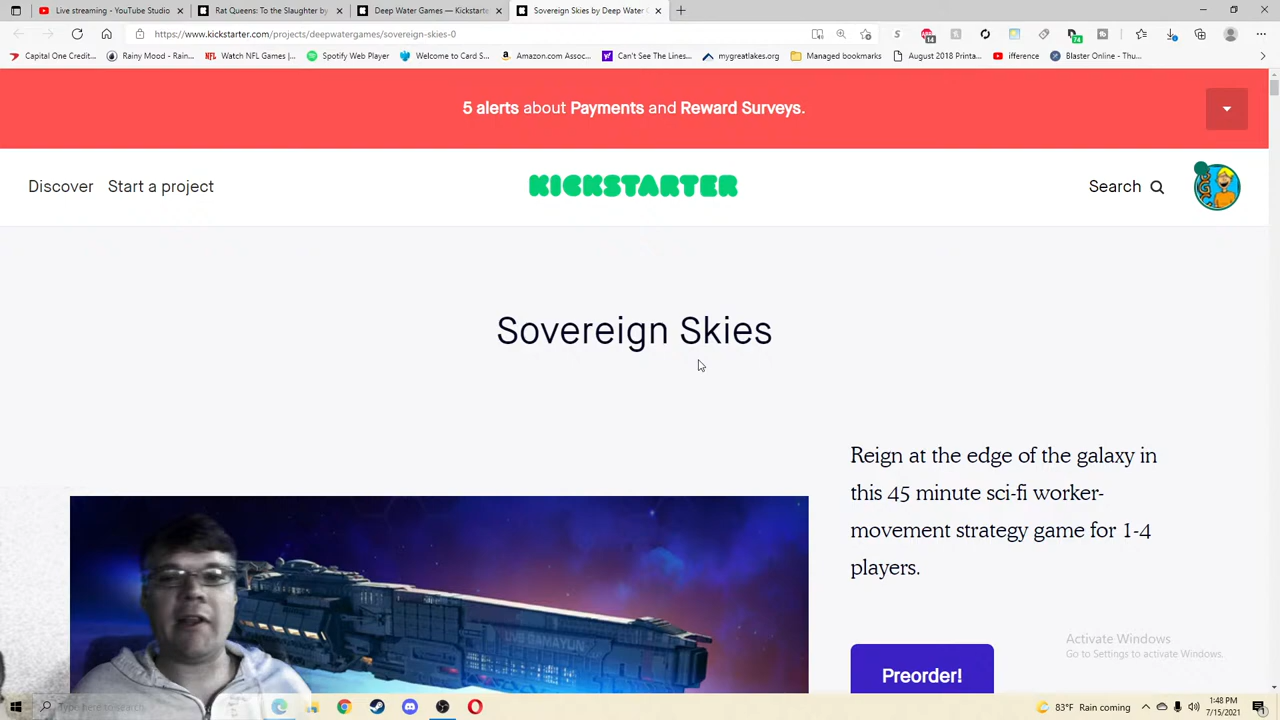 Live streaming - YouTube Studio
Rat Queens: To the Slaughter by
Deep Water Games — Kickstarte
Sovereign Skies by Deep Water
https://www.kickstarter.com/projects/deepwatergames/sovereign-skies-0
Capital One Credit...
Rainy Mood - Rain...
Watch NFL Games |...
Spotify Web Player
Welcome to Card S...
Amazon.com Assoc...
Can't See The Lines...
mygreatlakes.org
Managed bookmarks
August 2018 Printa...
ifference
Blaster Online - Thu...
5 alerts about Payments and Reward Surveys.
Discover Start a project
KICKSTARTER
Search
Sovereign Skies
Reign at the edge of the galaxy in
this 45 minute sci-fi worker-
movement strategy game for 1-4
players.
Activate Windows
Go to Settings to activate Windows.
Preorder!
Type here to search
83°F Rain coming
1:48 PM
7/15/2021